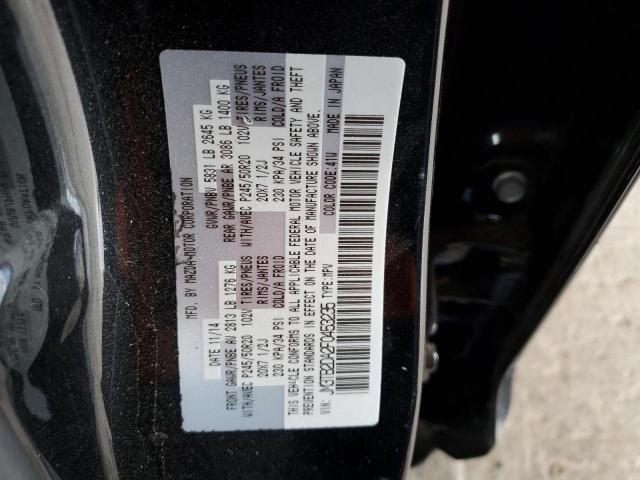 MFD. BY MAZDA MOTOR CORPORATION
DATE 11/14 GVWR/PNBV 5831 LB 2645 KG
FRONT GAWR/PNBE AV 2813 LB 1276 KG REAR GAWR/PNBE AR 3086 LB 1400 KG
WITH/AVEC P245/50R20 102V TIRES/PNEUS WITH/AVEC P245/50R20 102V TIRES/PNEUS
20X7 1/2J RIMS/JANTES 20X7 1/2J RIMS/JANTES
230 KPA/34 PSI COLD/A FROID 230 KPA/34 PSI COLD/A FROID
THIS VEHICLE CONFORMS TO ALL APPLICABLE FEDERAL MOTOR VEHICLE SAFETY AND THEFT
PREVENTION STANDARDS IN EFFECT ON THE DATE OF MANUFACTURE SHOWN ABOVE.
VIN: JM3TB2DA2F0453235 TYPE:MPV COLOR CODE:41W MADE IN JAPAN